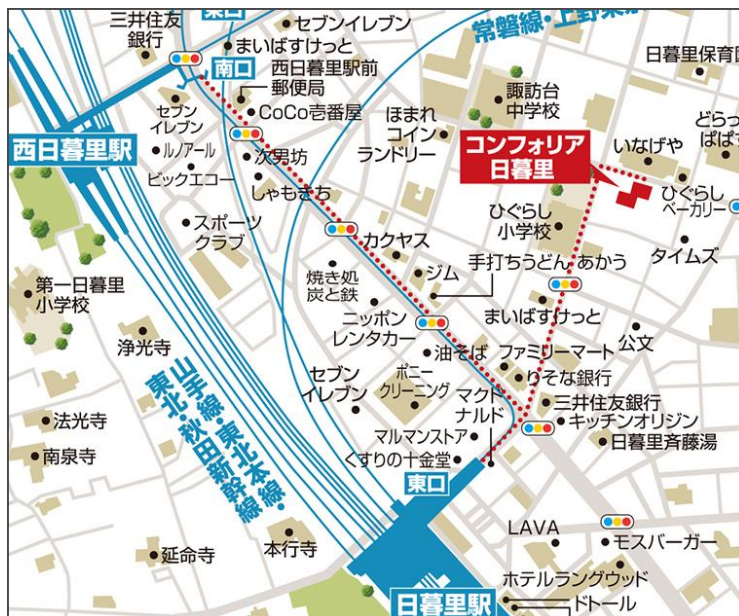 三井住友
銀行
東口
セブンイレブン
まいばすけっと
常磐線・上野東
南口
西日暮里駅前
郵便局
セブン
イレブン
CoCo壱番屋
西日暮里駅
ルノアール
ビックエコー
次男坊
しゃもきち
ほまれ
コイン
ランドリー
諏訪台
中学校
日暮里保育園
どらっ
ぱぱす
いなげや
コンフォリア
日暮里
ひぐらし
ベーカリー
ひぐらし
小学校
タイムズ
スポーツ
クラブ
カクヤス
手打ちうどん あかう
ジム
焼き処
炭と鉄
第一日暮里
小学校
ニッポン
レンタカー
まいばすけっと
公文
浄光寺
油そば
ファミリーマート
りそな銀行
セブン
イレブン
ポニー
クリーニング
マクド
ナルド
三井住友銀行
キッチンオリジン
日暮里斉藤湯
山手線・東北本線・
東北・秋田新幹線
法光寺
南泉寺
マルマンストア
くすりの十全堂
東口
延命寺
本行寺
LAVA
モスバーガー
ホテルラングウッド
ドトール
日暮里駅